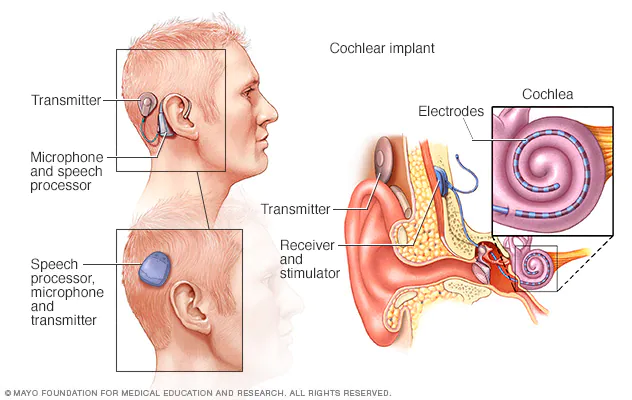 Cochlear implant
Transmitter
Microphone
and speech
processor
Speech
processor,
microphone
and
transmitter
Cochlea
Electrodes
Transmitter
Receiver
and
stimulator
© MAYO FOUNDATION FOR MEDICAL EDUCATION AND RESEARCH. ALL RIGHTS RESERVED.